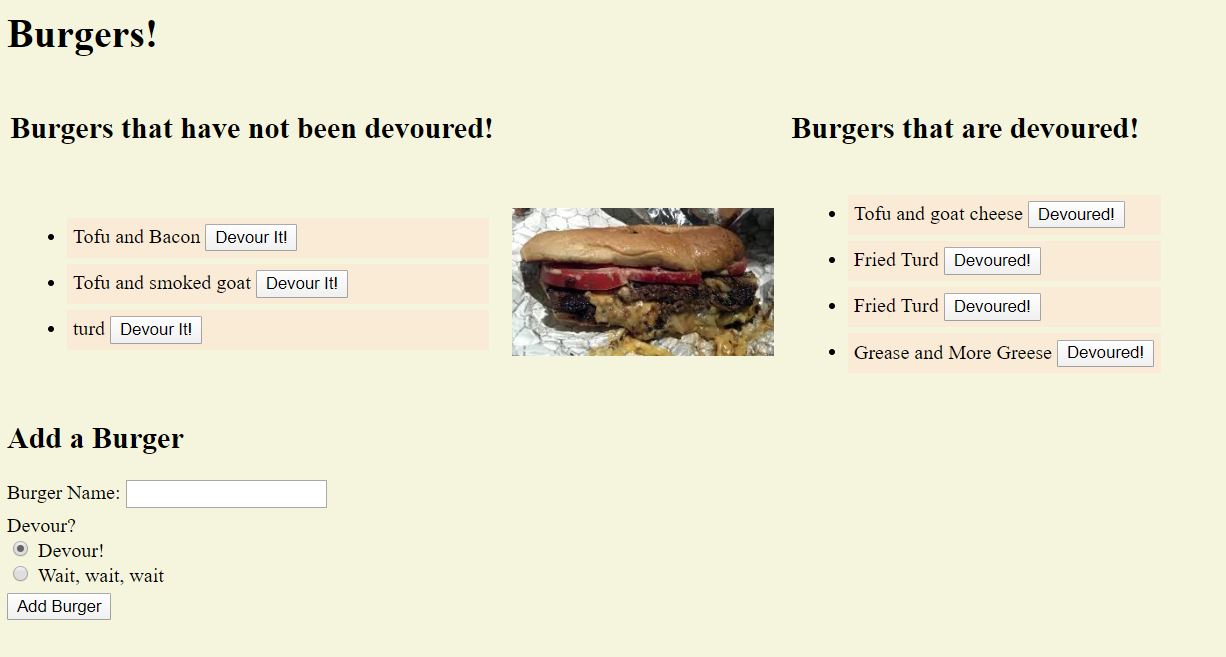 Burgers!
Burgers that have not been devoured!
Tofu and Bacon Devour It!
Tofu and smoked goat Devour It!
turd Devour It!
Burgers that are devoured!
Tofu and goat cheese Devoured!
Fried Turd Devoured!
Fried Turd Devoured!
Grease and More Greese Devoured!
Add a Burger
Burger Name:
Devour?
Devour!
Wait, wait, wait
Add Burger